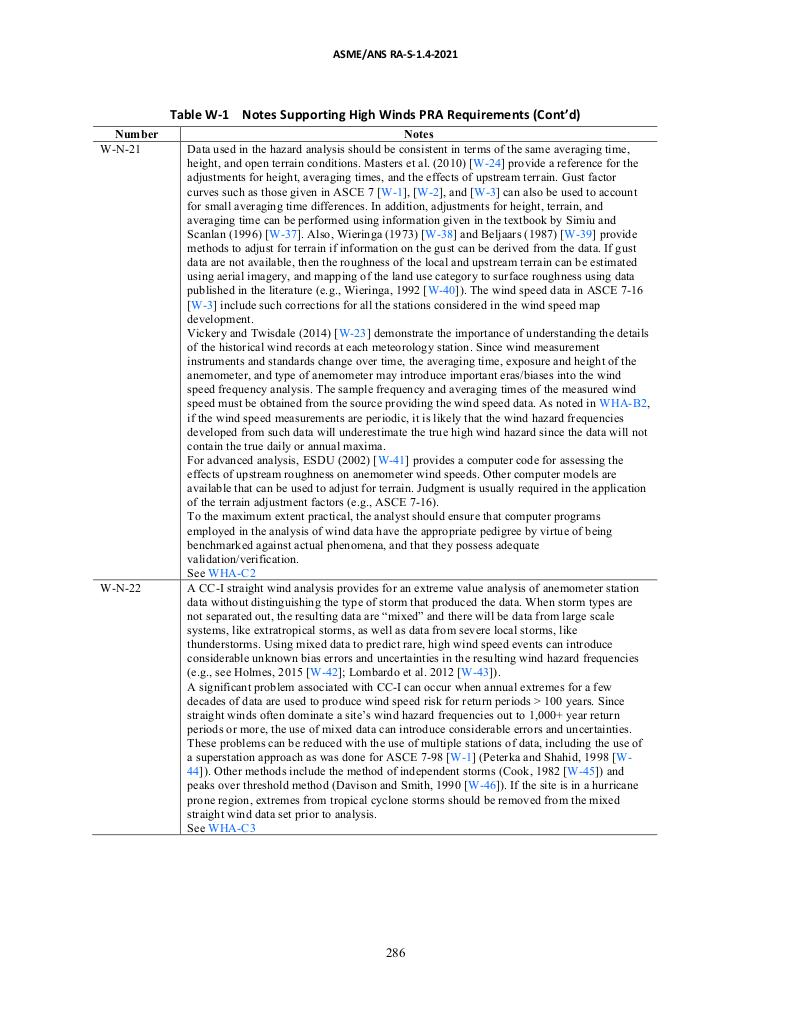 ASME/ANS RA-S-1.4-2021
Table W-1 Notes Supporting High Winds PRA Requirements (Cont’d)
Number Notes
W-N-21 Data used in the hazard analysis should be consistent in terms of the same averaging time,
height, and open terrain conditions. Masters et al. (2010) [W-24] provide a reference for the
adjustments for height, averaging times, and the effects of upstream terrain. Gust factor
curves such as those given in ASCE 7 [W-1], [W-2], and [W-3] can also be used to account
for small averaging time differences. In addition, adjustments for height, terrain, and
averaging time can be performed using information given in the textbook by Simiu and
Scanlan (1996) [W-37]. Also, Wieringa (1973) [W-38] and Beljaars (1987) [W-39] provide
methods to adjust for terrain if information on the gust can be derived from the data. If gust
data are not available, then the roughness of the local and upstream terrain can be estimated
using aerial imagery, and mapping of the land use category to surface roughness using data
published in the literature (e.g., Wieringa, 1992 [W-40]). The wind speed data in ASCE 7-16
[W-3] include such corrections for all the stations considered in the wind speed map
development.
Vickery and Twisdale (2014) [W-23] demonstrate the importance of understanding the details
of the historical wind records at each meteorology station. Since wind measurement
instruments and standards change over time, the averaging time, exposure and height of the
anemometer, and type of anemometer may introduce important eras/biases into the wind
speed frequency analysis. The sample frequency and averaging times of the measured wind
speed must be obtained from the source providing the wind speed data. As noted in WHA-B2,
if the wind speed measurements are periodic, it is likely that the wind hazard frequencies
developed from such data will underestimate the true high wind hazard since the data will not
contain the true daily or annual maxima.
For advanced analysis, ESDU (2002) [W-41] provides a computer code for assessing the
effects of upstream roughness on anemometer wind speeds. Other computer models are
available that can be used to adjust for terrain. Judgment is usually required in the application
of the terrain adjustment factors (e.g., ASCE 7-16).
To the maximum extent practical, the analyst should ensure that computer programs
employed in the analysis of wind data have the appropriate pedigree by virtue of being
benchmarked against actual phenomena, and that they possess adequate
validation/verification.
See WHA-C2
W-N-22 A CC-I straight wind analysis provides for an extreme value analysis of anemometer station
data without distinguishing the type of storm that produced the data. When storm types are
not separated out, the resulting data are “mixed” and there will be data from large scale
systems, like extratropical storms, as well as data from severe local storms, like
thunderstorms. Using mixed data to predict rare, high wind speed events can introduce
considerable unknown bias errors and uncertainties in the resulting wind hazard frequencies
(e.g., see Holmes, 2015 [W-42]; Lombardo et al. 2012 [W-43]).
A significant problem associated with CC-I can occur when annual extremes for a few
decades of data are used to produce wind speed risk for return periods > 100 years. Since
straight winds often dominate a site’s wind hazard frequencies out to 1,000+ year return
periods or more, the use of mixed data can introduce considerable errors and uncertainties.
These problems can be reduced with the use of multiple stations of data, including the use of
a superstation approach as was done for ASCE 7-98 [W-1] (Peterka and Shahid, 1998 [W-
44]). Other methods include the method of independent storms (Cook, 1982 [W-45]) and
peaks over threshold method (Davison and Smith, 1990 [W-46]). If the site is in a hurricane
prone region, extremes from tropical cyclone storms should be removed from the mixed
straight wind data set prior to analysis.
See WHA-C3
286